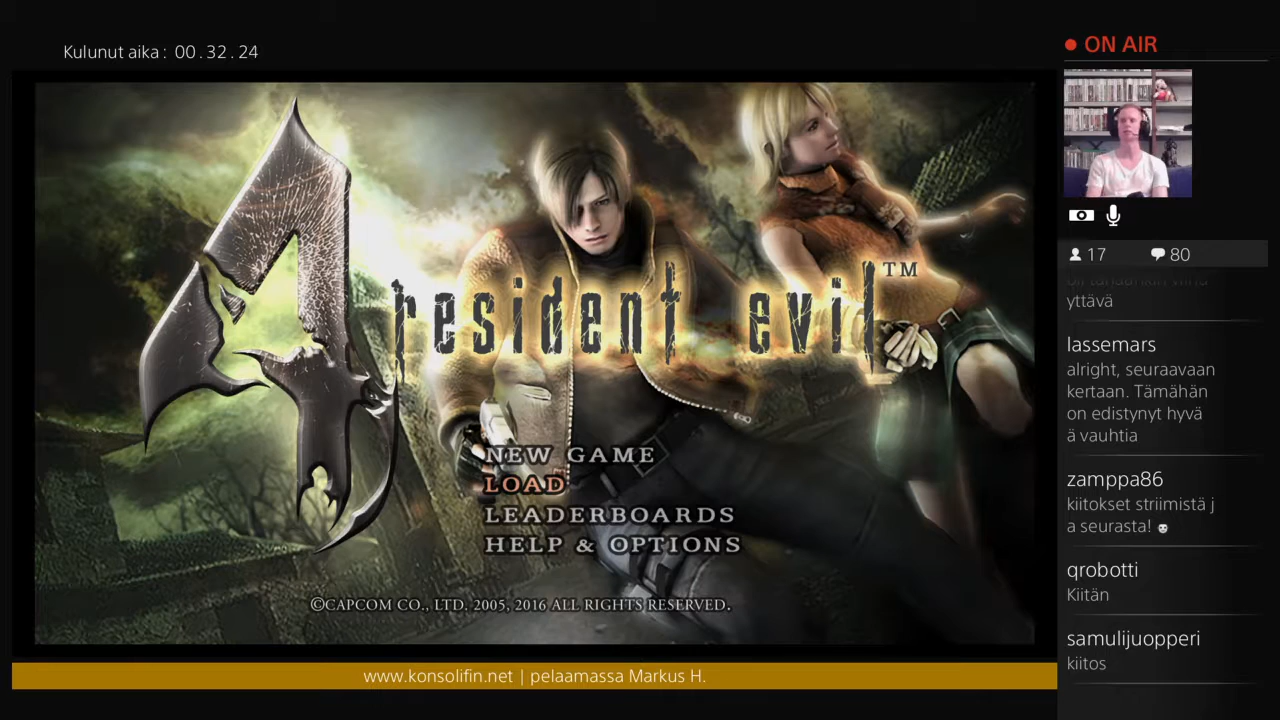 Kulunut aika : 00.32.24
ON AIR
17 80
yttävä
lassemars
alright, seuraavaan
kertaan. Tämähän
on edistynyt hyvä
ä vauhtia
zamppa86
kiitokset striimistä j
a seurasta!
qrobotti
Kiitän
samulijuopperi
kiitos
4
resident evil™
NEW GAME
LOAD
LEADERBOARDS
HELP & OPTIONS
©CAPCOM CO., LTD. 2005, 2016 ALL RIGHTS RESERVED.
www.konsolifin.net | pelaamassa Markus H.